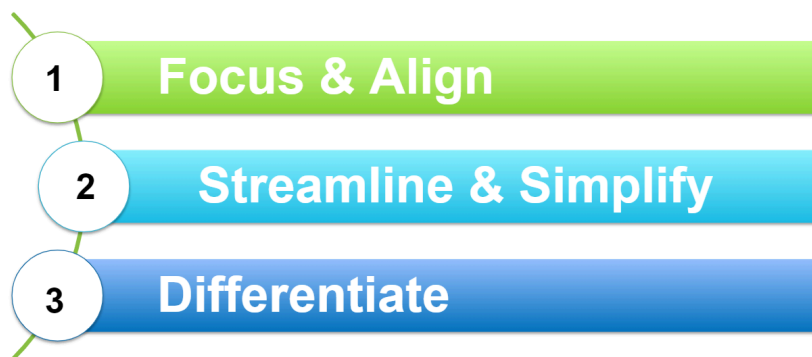 1 Focus & Align
2 Streamline & Simplify
3 Differentiate